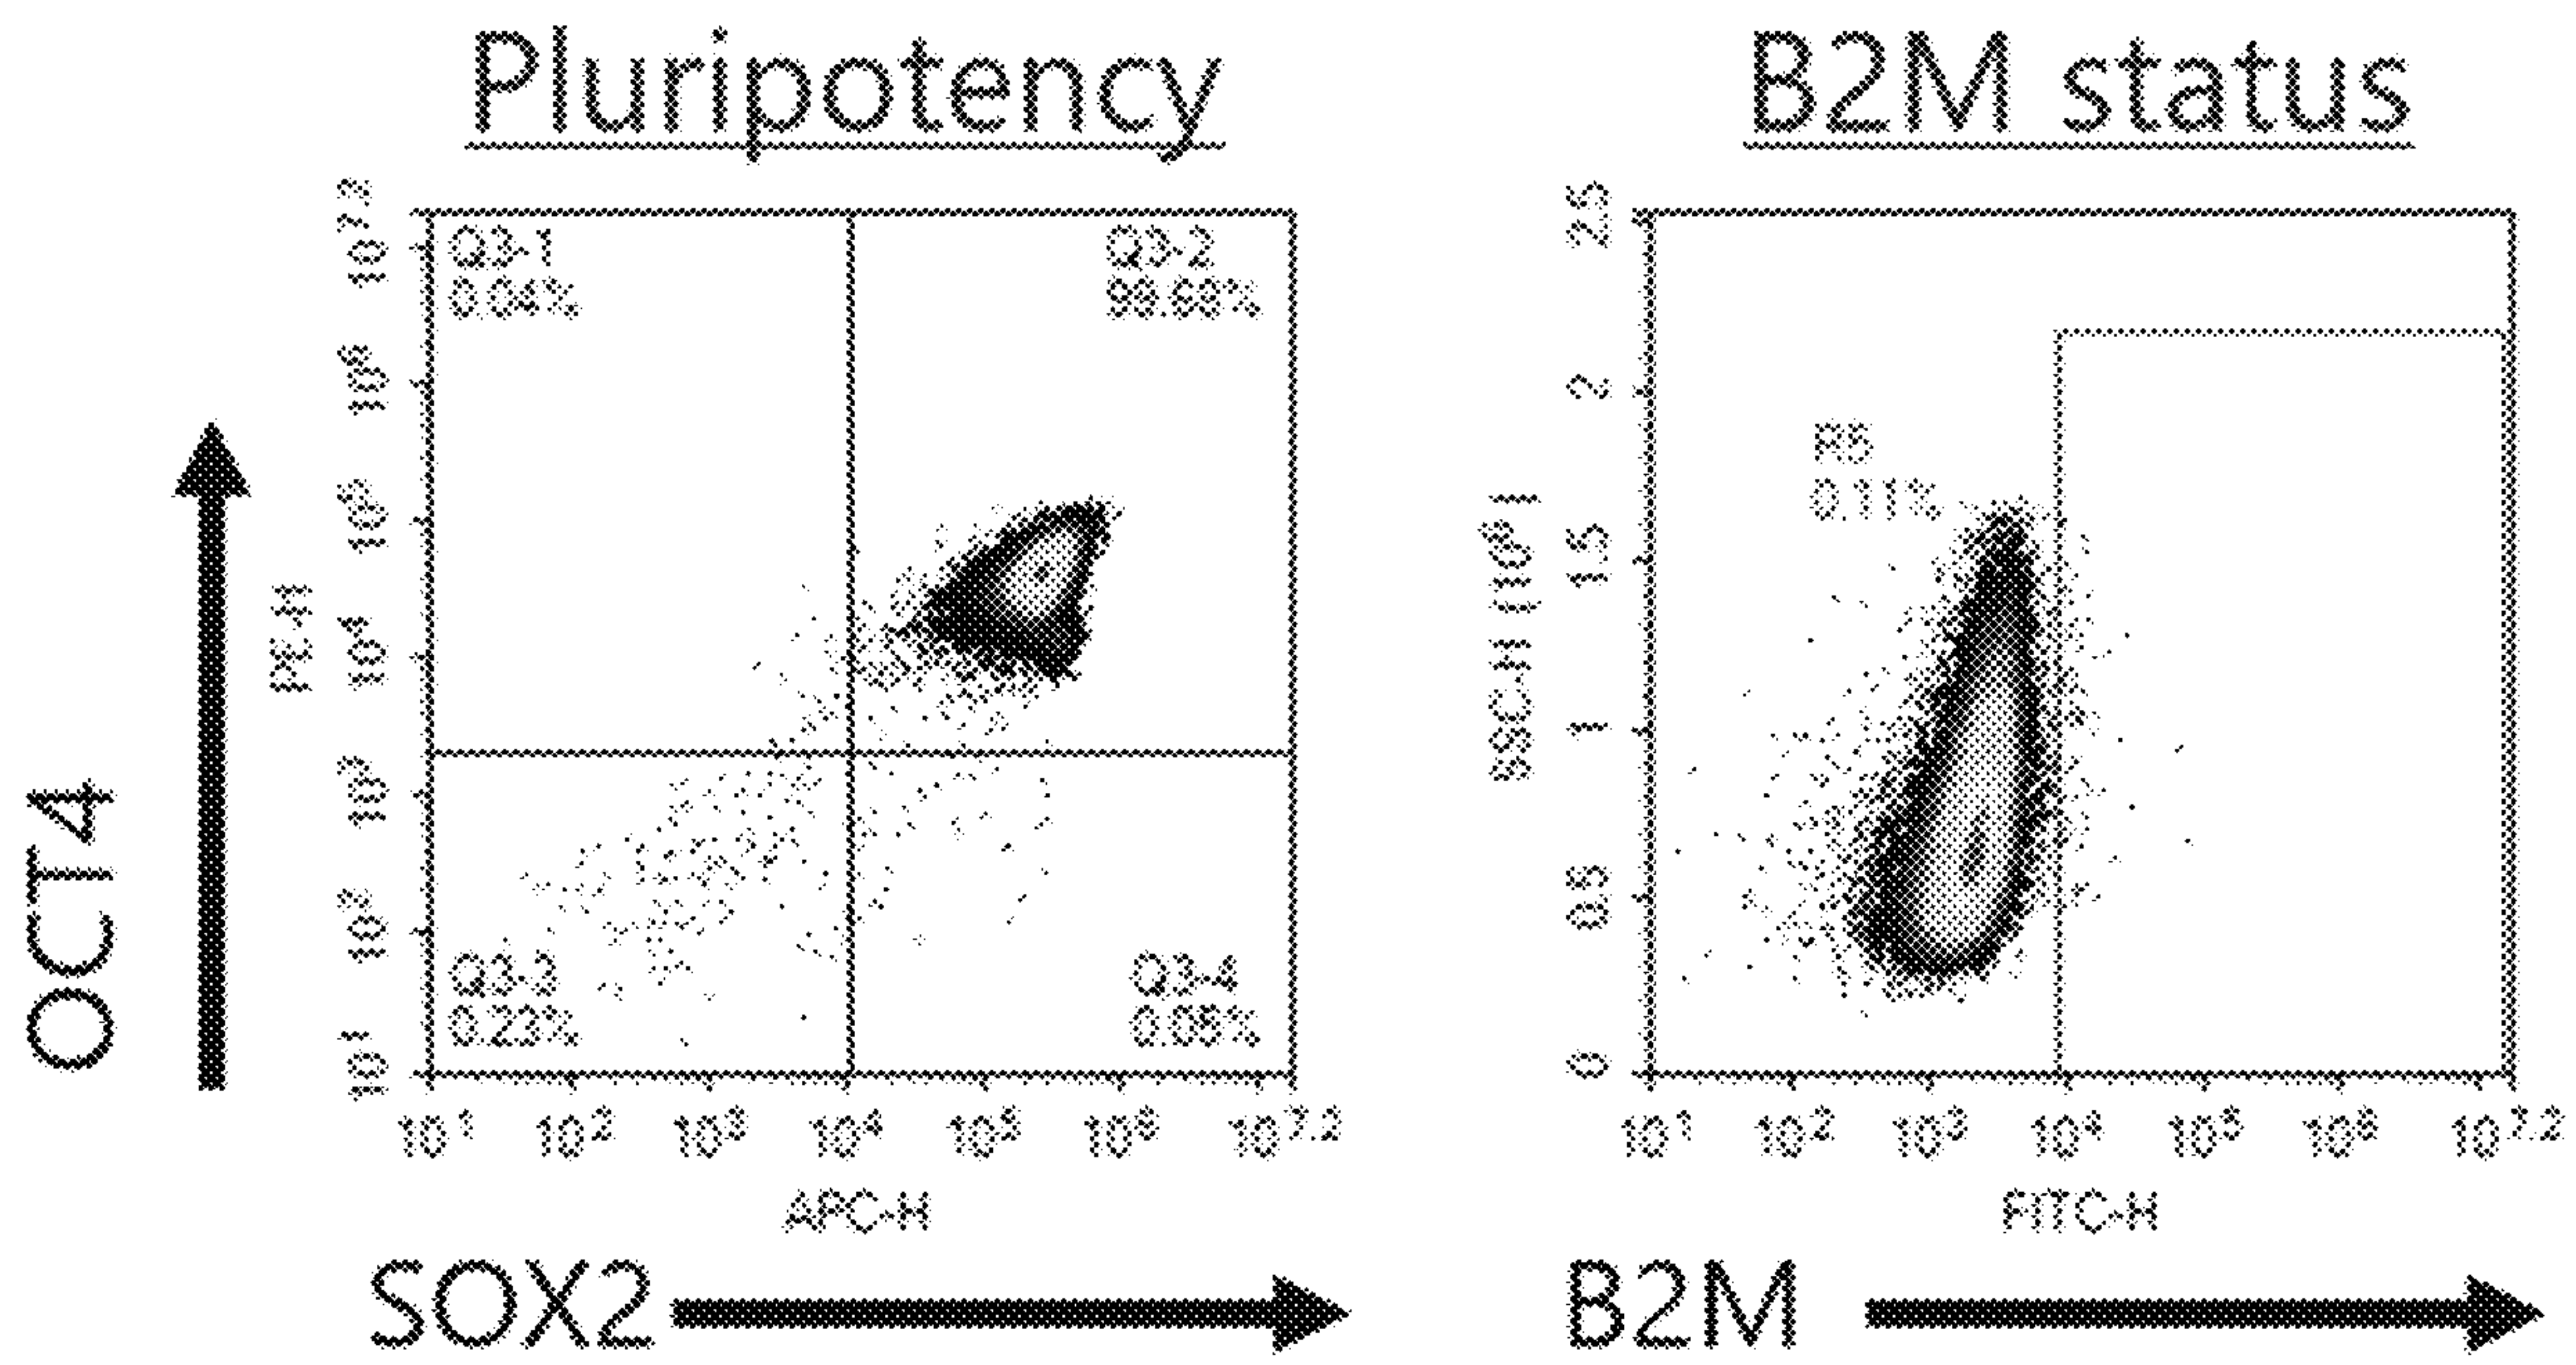 Pluripotency
OCT4
PE-H
10^7.2
10^6
10^5
10^4
10^3
10^2
10^1
Q3-1
0.04%
Q3-2
Q3-3
0.23%
Q3-4
10^1 10^2 10^3 10^4 10^5 10^6 10^7.2
APC-H
SOX2
B2M status
SSC-H (10^6)
2.5
2
1.5
1
0.5
0
R5
0.11%
10^1 10^2 10^3 10^4 10^5 10^6 10^7.2
FITC-H
B2M